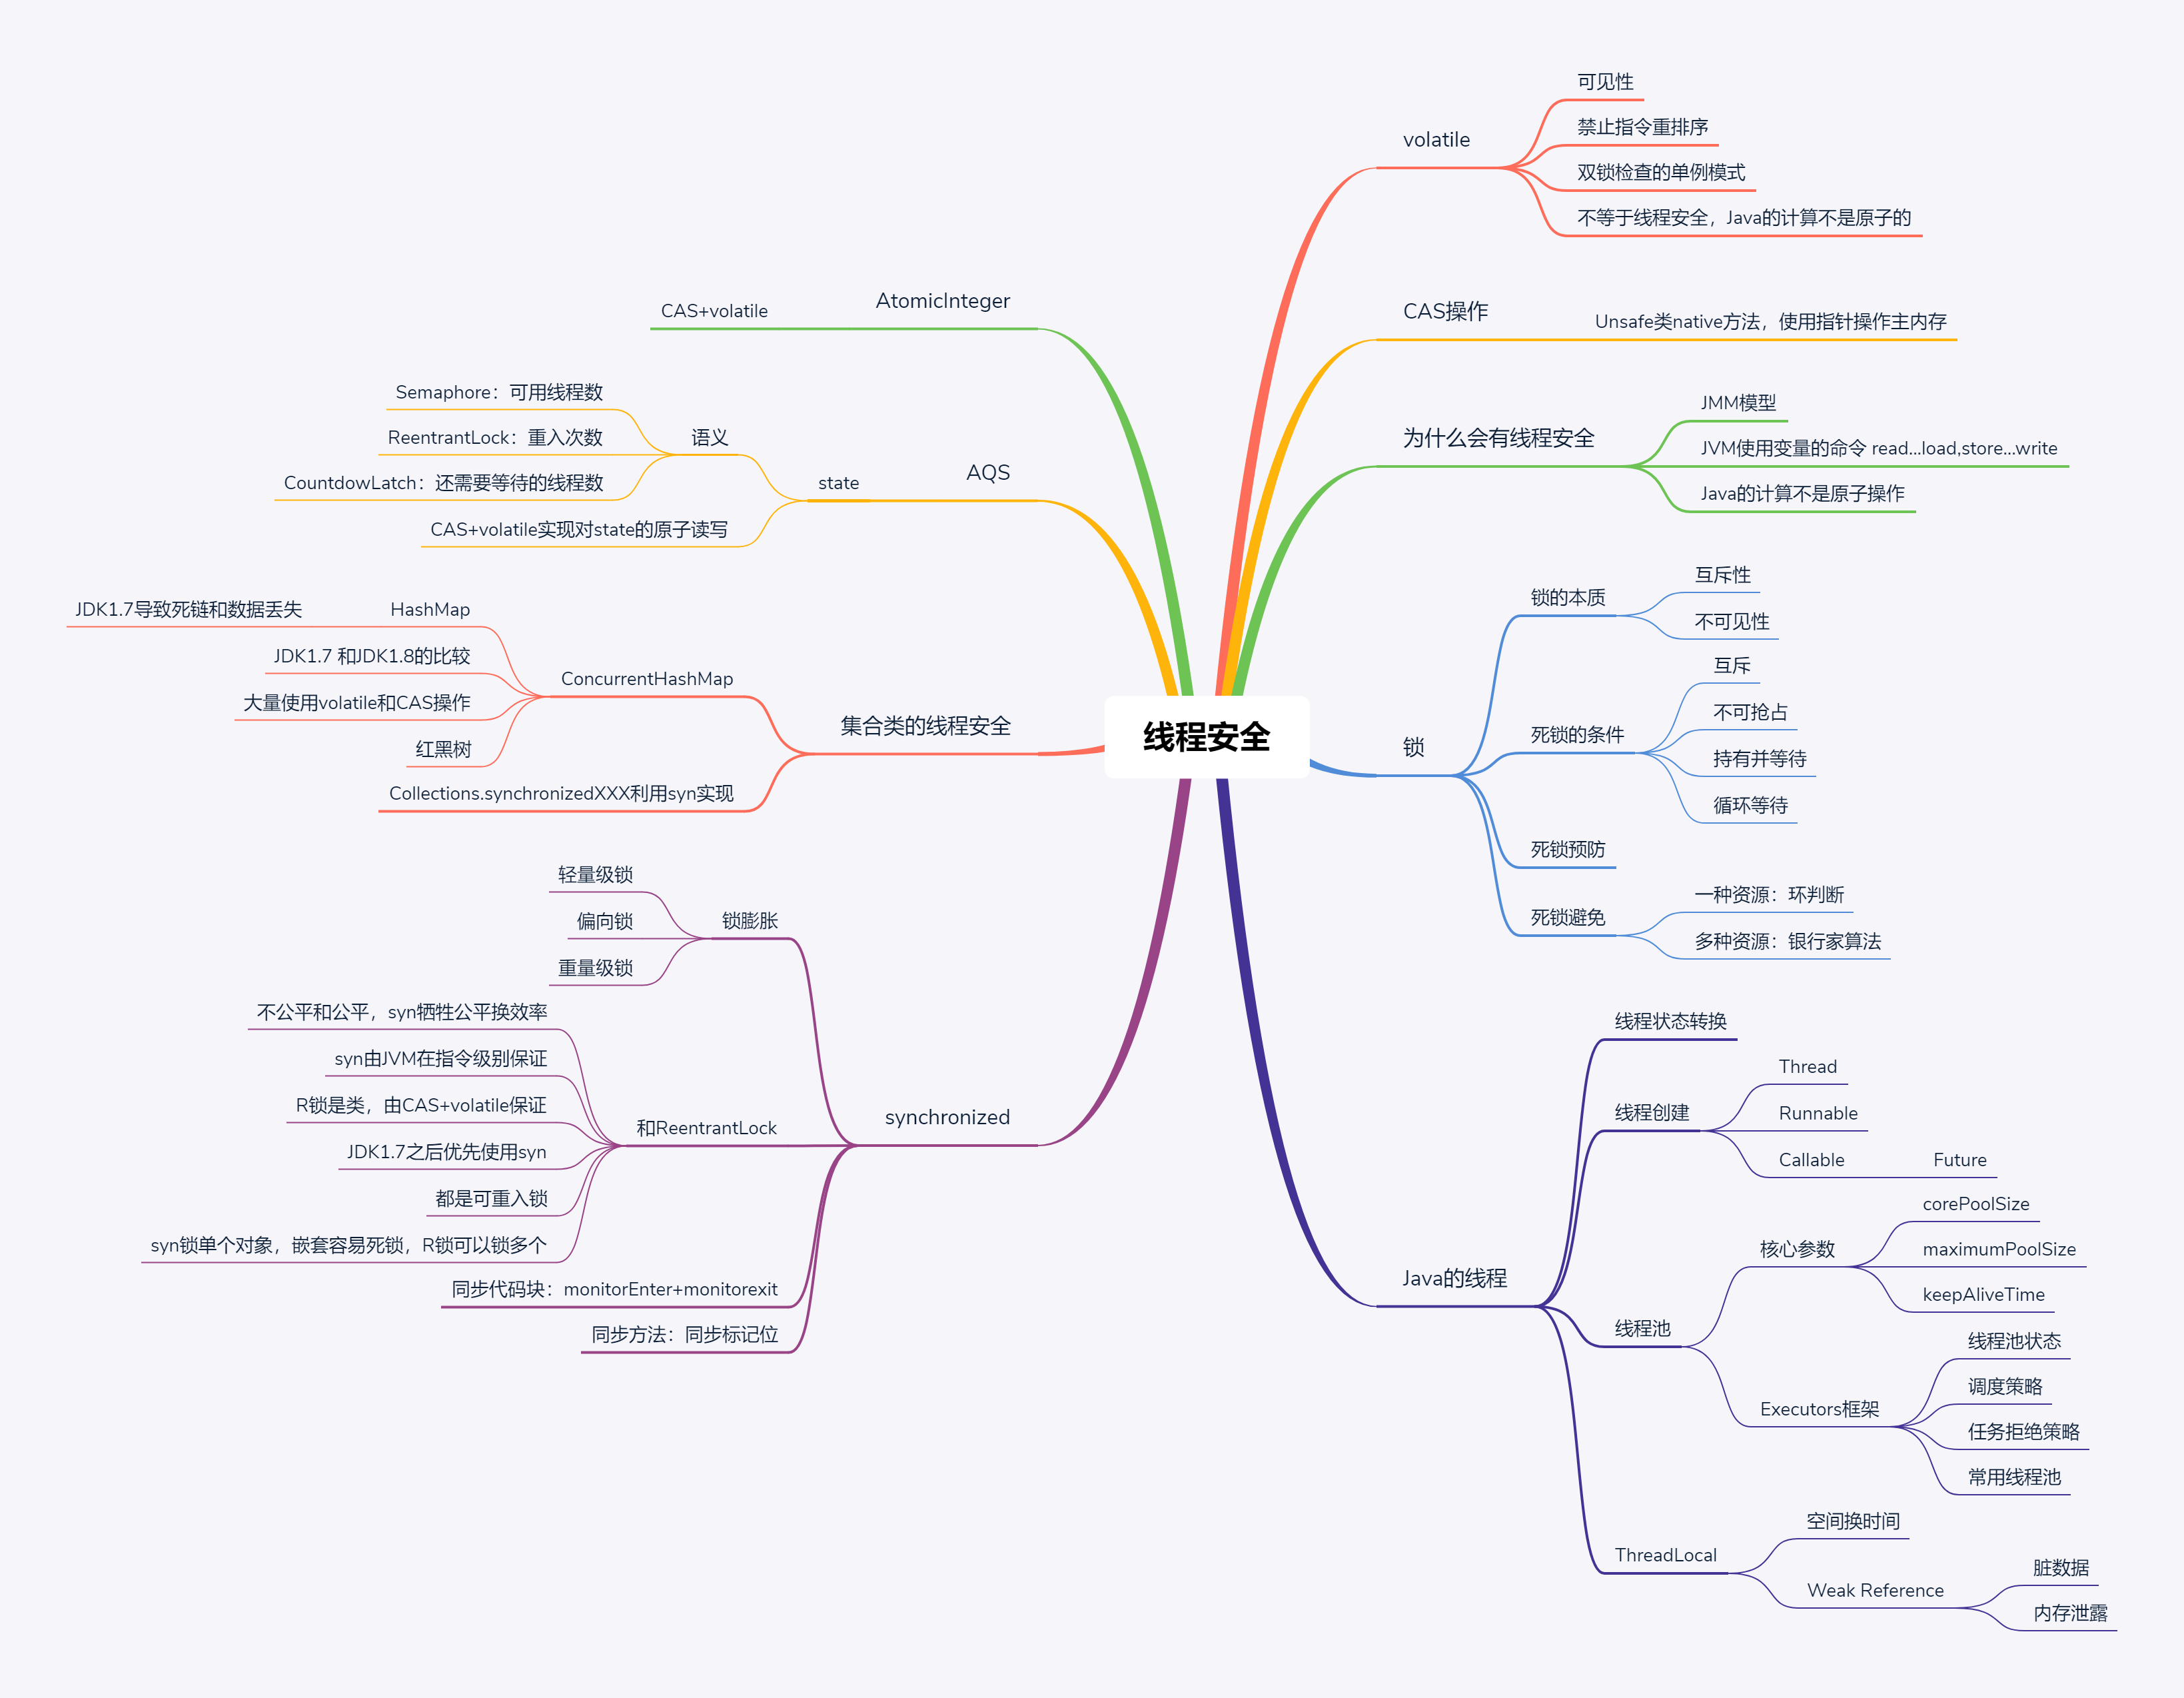 线程安全
volatile
可见性
禁止指令重排序
双锁检查的单例模式
不等于线程安全，Java的计算不是原子的
CAS操作
Unsafe类native方法，使用指针操作主内存
为什么会有线程安全
JMM模型
JVM使用变量的命令 read...load,store...write
Java的计算不是原子操作
锁
锁的本质
互斥性
不可见性
死锁的条件
互斥
不可抢占
持有并等待
循环等待
死锁预防
死锁避免
一种资源：环判断
多种资源：银行家算法
Java的线程
线程状态转换
线程创建
Thread
Runnable
Callable
Future
线程池
核心参数
corePoolSize
maximumPoolSize
keepAliveTime
Executors框架
线程池状态
调度策略
任务拒绝策略
常用线程池
ThreadLocal
空间换时间
Weak Reference
脏数据
内存泄露
AtomicInteger
CAS+volatile
AQS
state
语义
Semaphore：可用线程数
ReentrantLock：重入次数
CountdowLatch：还需要等待的线程数
CAS+volatile实现对state的原子读写
集合类的线程安全
ConcurrentHashMap
HashMap
JDK1.7导致死链和数据丢失
JDK1.7 和JDK1.8的比较
大量使用volatile和CAS操作
红黑树
Collections.synchronizedXXX利用syn实现
synchronized
锁膨胀
轻量级锁
偏向锁
重量级锁
和ReentrantLock
不公平和公平，syn牺牲公平换效率
syn由JVM在指令级别保证
R锁是类，由CAS+volatile保证
JDK1.7之后优先使用syn
都是可重入锁
syn锁单个对象，嵌套容易死锁，R锁可以锁多个
同步代码块：monitorEnter+monitorexit
同步方法：同步标记位